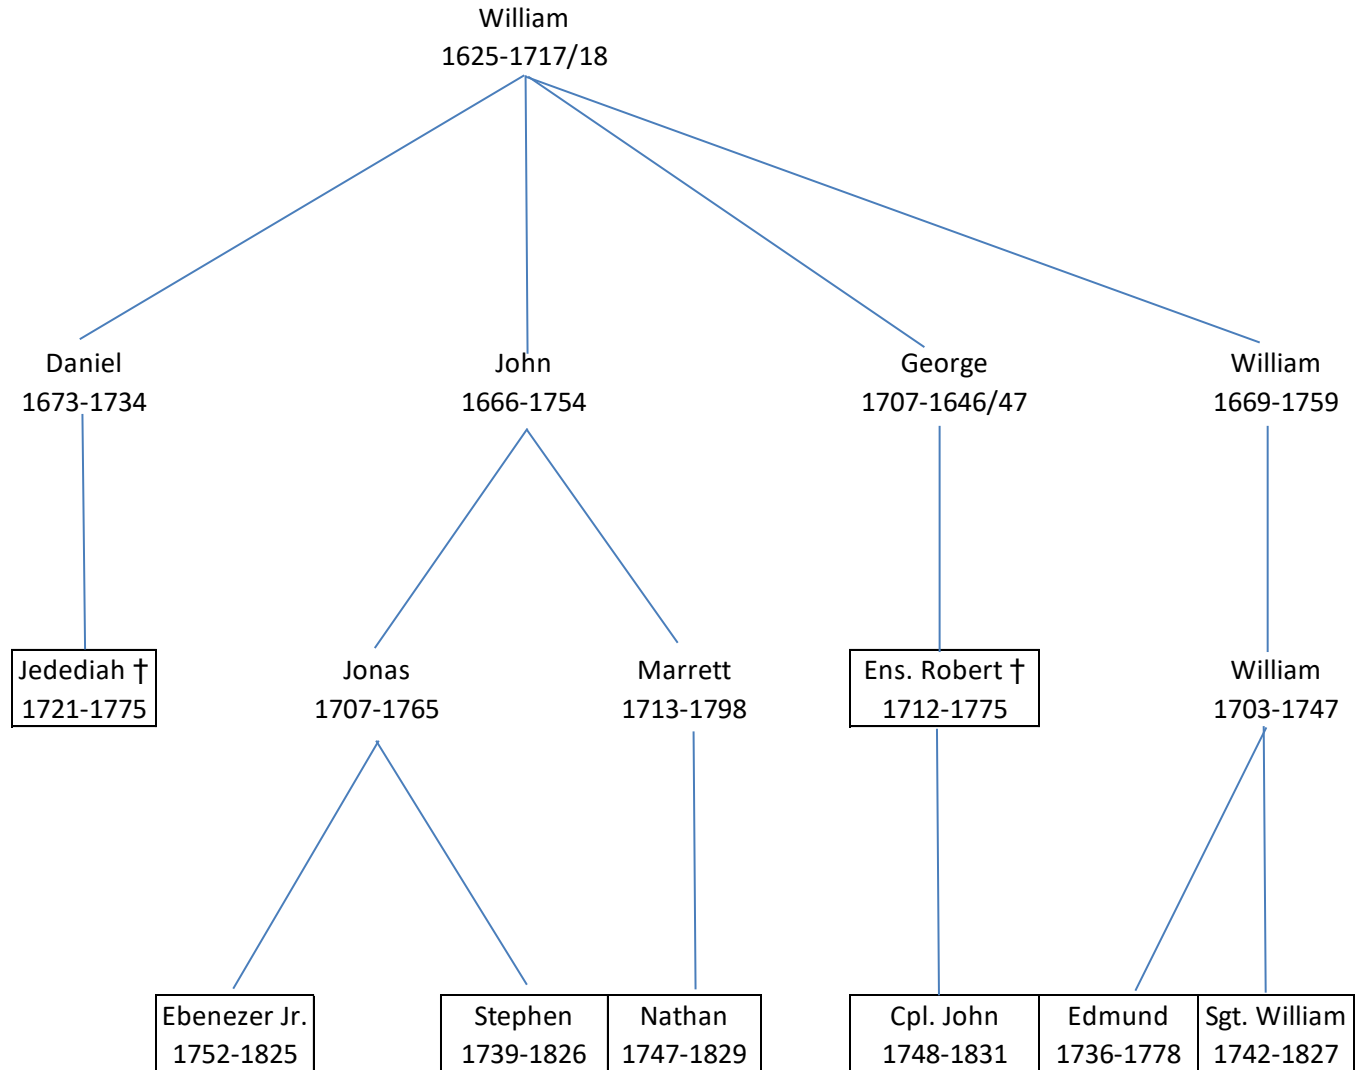 William
1625-1717/18
Daniel
1673-1734
John
1666-1754
George
1707-1646/47
William
1669-1759
Jedediah †
1721-1775
Jonas
1707-1765
Marrett
1713-1798
Ens. Robert †
1712-1775
William
1703-1747
Ebenezer Jr.
1752-1825
Stephen
1739-1826
Nathan
1747-1829
Cpl. John
1748-1831
Edmund
1736-1778
Sgt. William
1742-1827